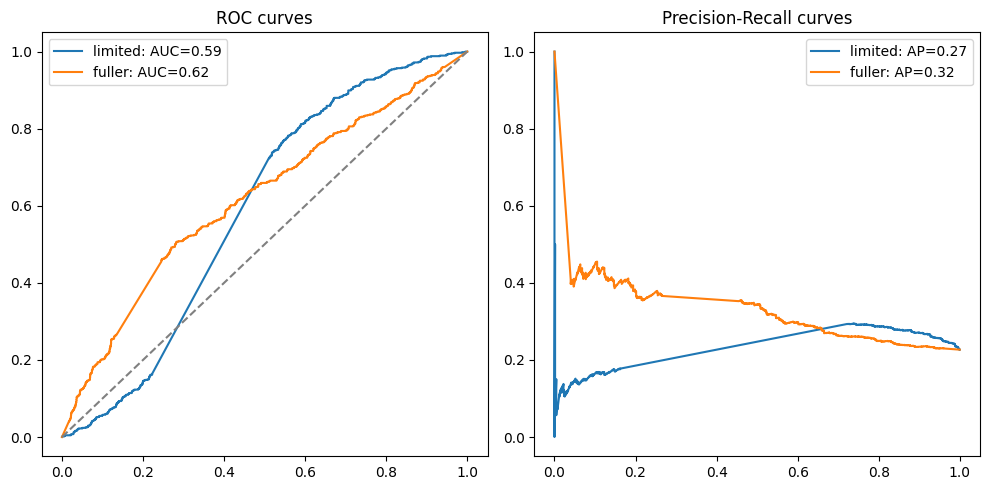 ROC curves
limited: AUC=0.59
fuller: AUC=0.62
1.0
0.8
0.6
0.4
0.2
0.0
0.0 0.2 0.4 0.6 0.8 1.0
Precision-Recall curves
limited: AP=0.27
fuller: AP=0.32
1.0
0.8
0.6
0.4
0.2
0.0
0.0 0.2 0.4 0.6 0.8 1.0